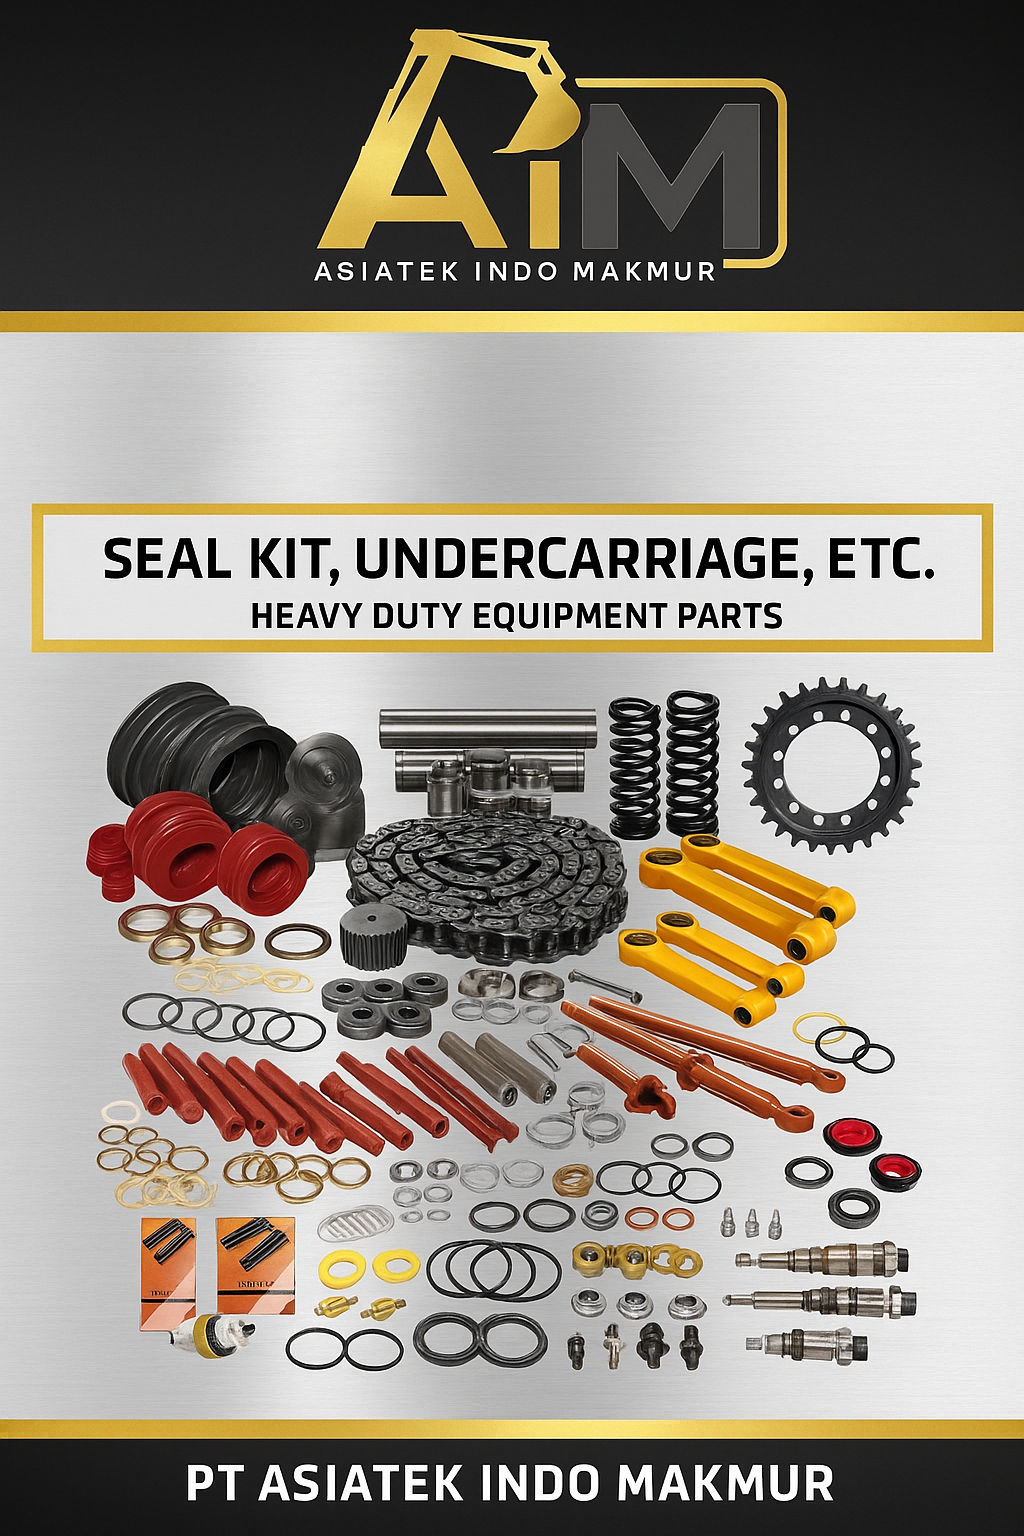 AiM
ASIATEK INDO MAKMUR
SEAL KIT, UNDERCARRIAGE, ETC.
HEAVY DUTY EQUIPMENT PARTS
PT ASIATEK INDO MAKMUR